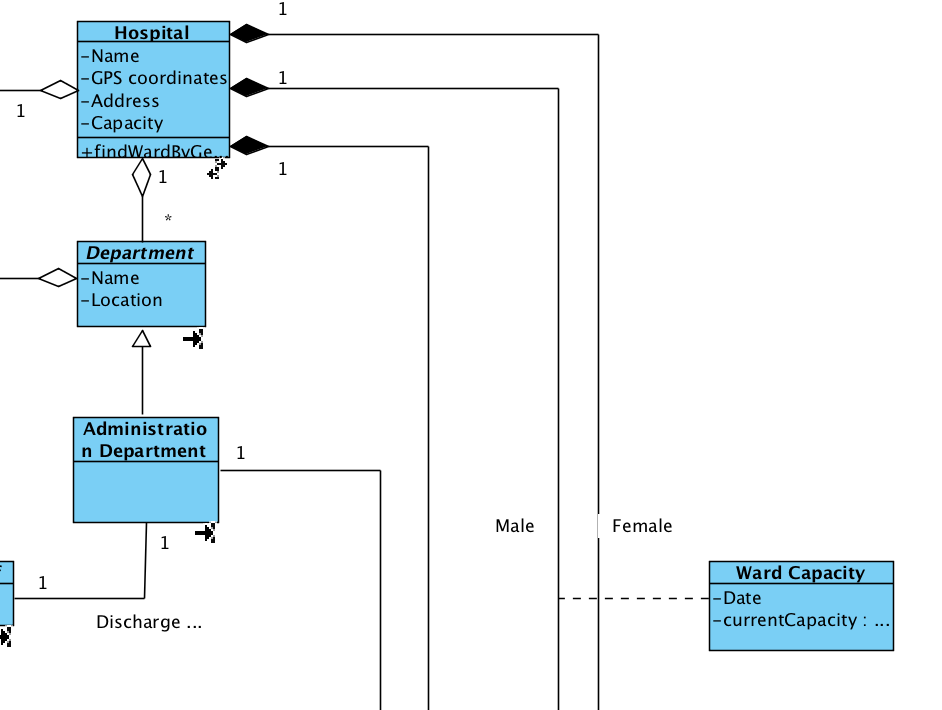 1
Hospital
-Name
-GPS coordinates
-Address
-Capacity
+findWardByGe...
1
1
1
1
*
Department
-Name
-Location
Administratio
n Department
1
1
1
Discharge ...
Male
Female
Ward Capacity
-Date
-currentCapacity : ...